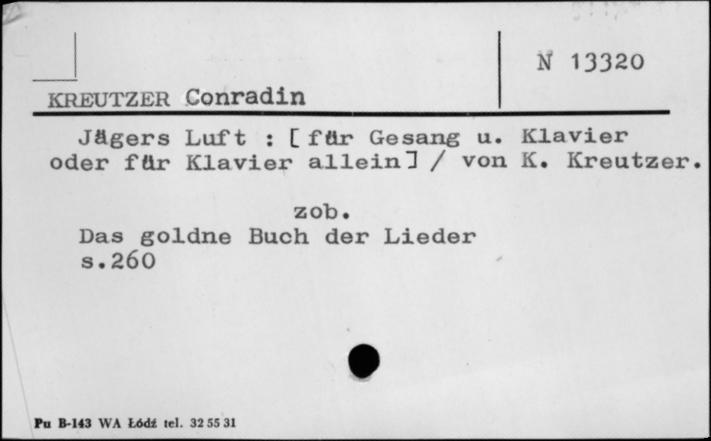 N 13320
KREUTZER Conradin
Jägers Luft : [für Gesang u. Klavier
oder für Klavier allein] / von K. Kreutzer.
zob.
Das goldne Buch der Lieder
s.260
Pu B-143 WA Łódź tel. 32 55 31